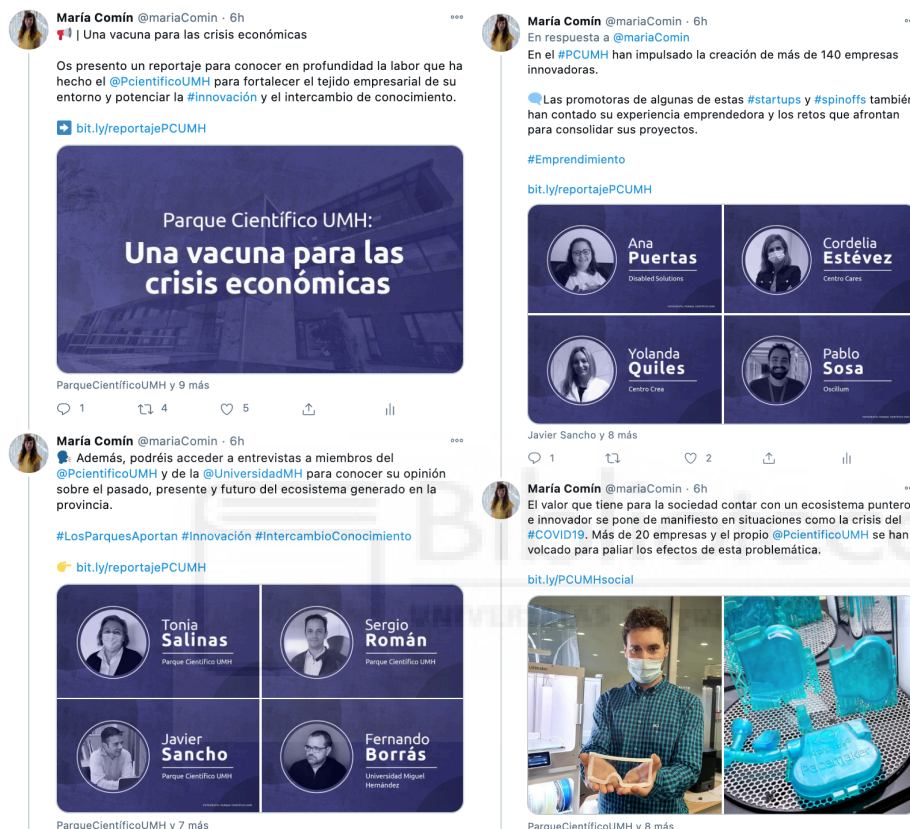 María Comín @mariaComin · 6h
| Una vacuna para las crisis económicas
Os presento un reportaje para conocer en profundidad la labor que ha
hecho el @PcientificoUMH para fortalecer el tejido empresarial de su
entorno y potenciar la #innovación y el intercambio de conocimiento.
bit.ly/reportajePCUMH
Parque Científico UMH:
Una vacuna para las
crisis económicas
ParqueCientíficoUMH y 9 más
1 4 5
María Comín @mariaComin · 6h
Además, podréis acceder a entrevistas a miembros del
@PcientificoUMH y de la @UniversidadMH para conocer su opinión
sobre el pasado, presente y futuro del ecosistema generado en la
provincia.
#LosParquesAportan #Innovación #IntercambioConocimiento
bit.ly/reportajePCUMH
Tonia
Salinas
Parque Científico UMH
Sergio
Román
Parque Científico UMH
Javier
Sancho
Parque Científico UMH
Fernando
Borrás
Universidad Miguel
Hernández
ParqueCientíficoUMH y 7 más
María Comín @mariaComin · 6h
En respuesta a @mariaComin
En el #PCUMH han impulsado la creación de más de 140 empresas
innovadoras.
Las promotoras de algunas de estas #startups y #spinoffs también
han contado su experiencia emprendedora y los retos que afrontan
para consolidar sus proyectos.
#Emprendimiento
bit.ly/reportajePCUMH
Ana
Puertas
Disabled Solutions
Cordelia
Estévez
Centro Cares
Yolanda
Quiles
Centro Crea
Pablo
Sosa
Oscillum
Javier Sancho y 8 más
1 2
María Comín @mariaComin · 6h
El valor que tiene para la sociedad contar con un ecosistema puntero
e innovador se pone de manifiesto en situaciones como la crisis del
#COVID19. Más de 20 empresas y el propio @PcientificoUMH se han
volcado para paliar los efectos de esta problemática.
bit.ly/PCUMHsocial
ParqueCientíficoUMH y 8 más